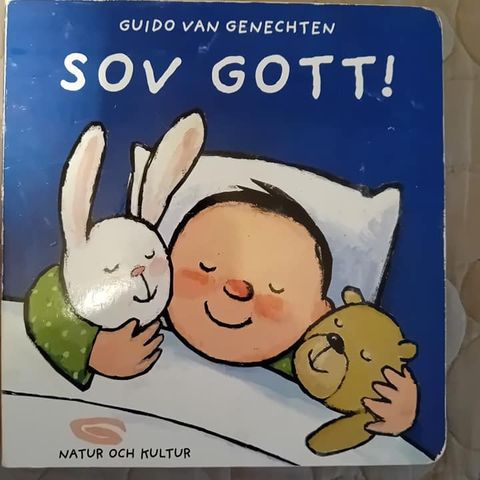 GUIDO VAN GENECHTEN
SOV GOTT!
NATUR OCH KULTUR